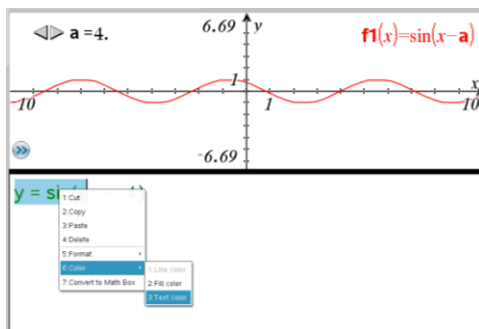 a =4.
6.69
y
f1(x)=sin(x-a)
1
x
-10
1
10
-6.69
y = sin(
1:Cut
2:Copy
3:Paste
4:Delete
5:Format
6:Color
7:Convert to Math Box
1:Line color
2:Fill color
3:Text color